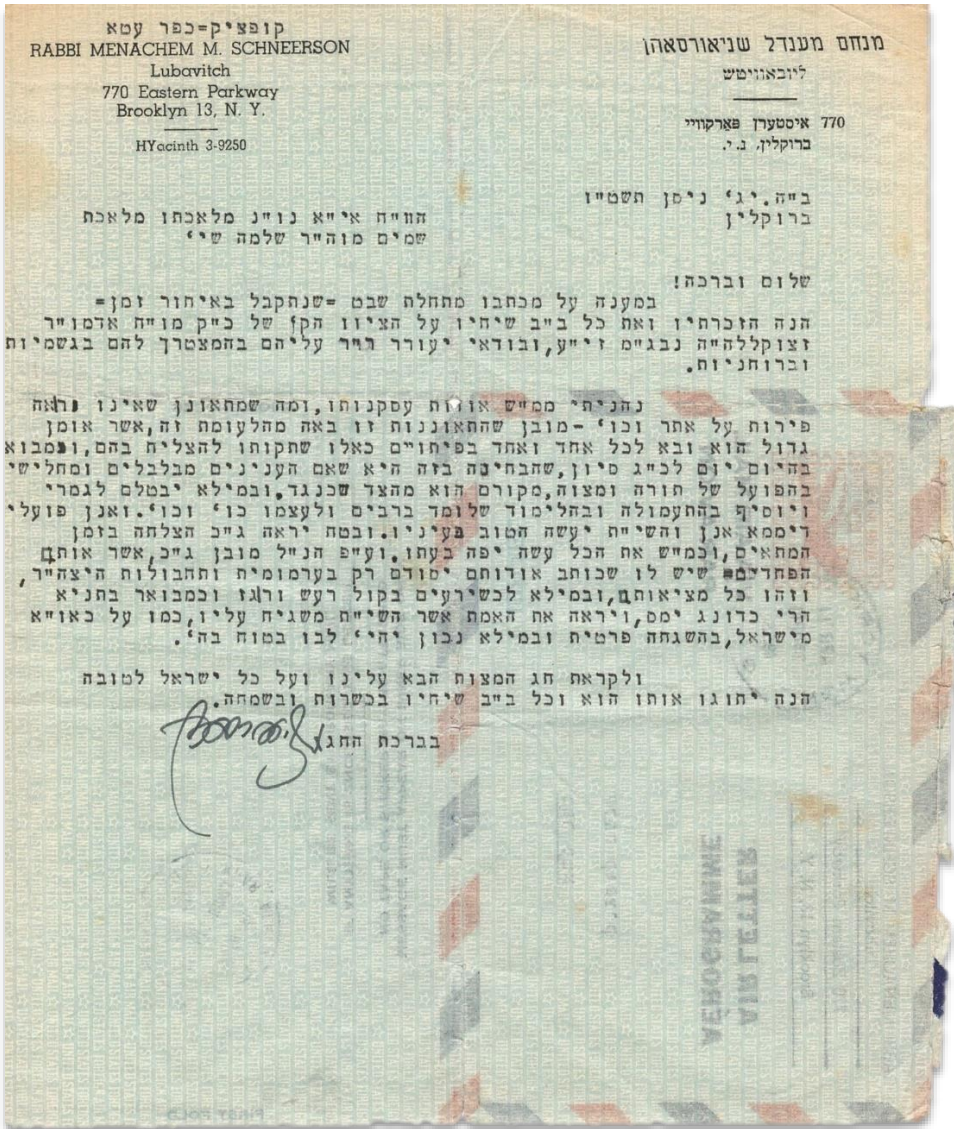 קופציק=כפר עטא
RABBI MENACHEM M. SCHNEERSON
Lubavitch
770 Eastern Parkway
Brooklyn 13, N. Y.
HYacinth 3-9250
מנחם מענדל שניאורסאהן
ליובאוויטש
770 איסטערן פארקוויי
ברוקלין, נ. י.
ב"ה. יג' ניסן תשט"ו
ברוקלין
הוו"ח אי"א נו"נ מלאכתו מלאכת
שמים מוה"ר שלמה שי'
שלום וברכה!
במענה על מכתבו מתחלת שבט =שנתקבל באיחור זמן=
הנה הזכרתיו ואת כל ב"ב שיחיו על הציון הק' של כ"ק מו"ח אדמו"ר
זצוקללה"ה נבג"מ זי"ע, ובודאי יעורר ר"ר עליהם בהמצטרך להם בגשמיות
וברוחניות.
נהניתי ממ"ש אודות עסקנותו, ומה שמתאונן שאינו רואה
פירות על אתר וכו' - מובן שהתאוננות זו באה מהלעומת זה, אשר אומן
גדול הוא ובא לכל אחד ואחד בפיתויים כאלו שתקותו להצליח בהם, וכמבוא
בהיום יום לכ"ג סיון, שהבחינה בזה היא שאם הענינים מבלבלים ומחלישי
בהפועל של תורה ומצוה, מקורם הוא מהצד שכנגד. ובמילא יבטלם לגמרי
ויוסיף בהתעמולה ובהלימוד שלומד ברבים ולעצמו כו' וכו'. ואנן פועלי
דיממא אנן והשי"ת יעשה הטוב בעיניו. ובטח יראה ג"כ הצלחה בזמן
המתאים, וכמ"ש את הכל עשה יפה בעתו. וע"פ הנ"ל מובן ג"כ, אשר אותם
הפחדים שיש לו שכותב אודותם יסודם רק בערמומית ותחבולות היצה"ר,
וזהו כל מציאותם, ובמילא לכשירעים בקול רעש ורוגז וכמבואר בתניא
הרי כדונג ימס, ויראה את האמת אשר השי"ת משגיח עליו, כמו על כאו"א
מישראל, בהשגחה פרטית ובמילא נכון יהי' לבו בטוח בה'.
ולקראת חג המצות הבא עלינו ועל כל ישראל לטובה
הנה יחוגו אותו הוא וכל ב"ב שיחיו בכשרות ובשמחה.
בברכת החג
AÉROGRAMME
AIR LETTER
Brooklyn 13, N.Y.